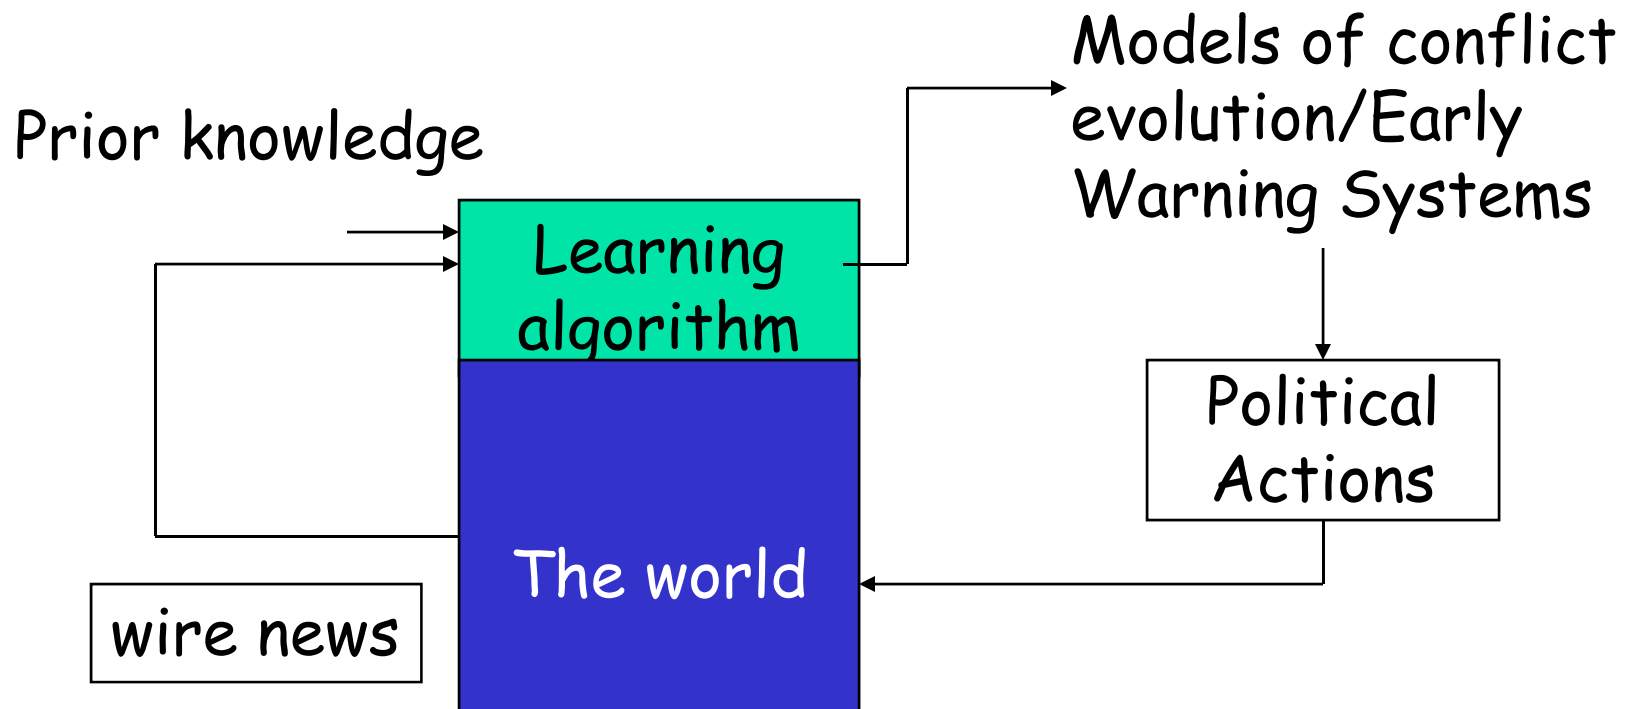 Models of conflict
evolution/Early
Warning Systems
Prior knowledge
Learning
algorithm
Political
Actions
The world
wire news